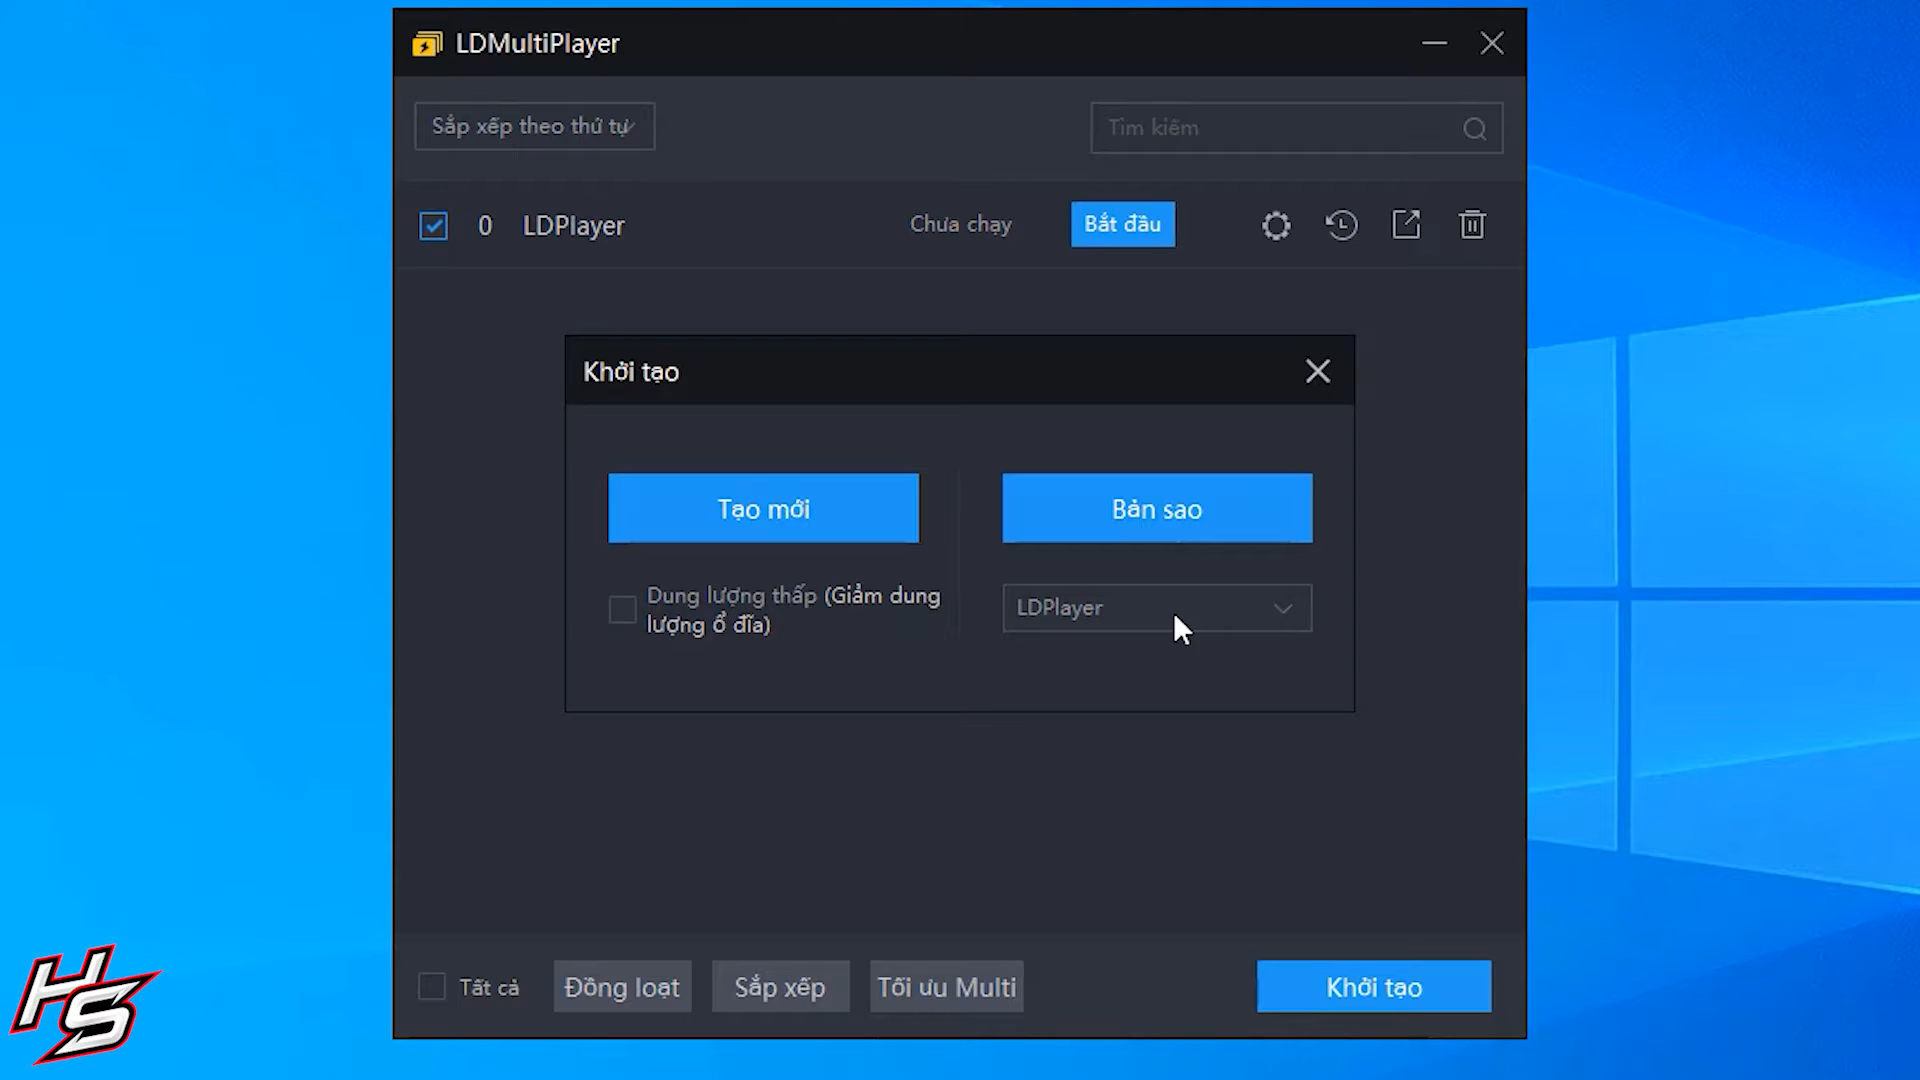 LDMultiPlayer
Sắp xếp theo thứ tự
Tìm kiếm
0 LDPlayer Chưa chạy Bắt đầu
Khởi tạo
Tạo mới
Bản sao
Dung lượng thấp (Giảm dung
lượng ổ đĩa)
LDPlayer
Tất cả
Đồng loạt
Sắp xếp
Tối ưu Multi
Khởi tạo
HS